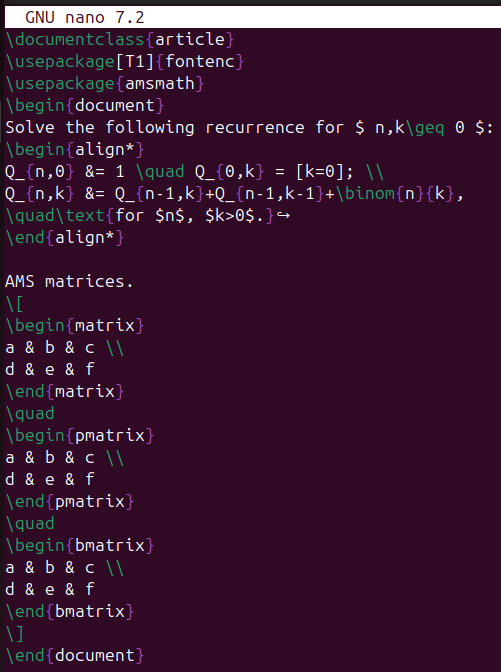 GNU nano 7.2
\documentclass{article}
\usepackage[T1]{fontenc}
\usepackage{amsmath}
\begin{document}
Solve the following recurrence for $ n,k\geq 0 $:
\begin{align*}
Q_{n,0} &= 1 \quad Q_{0,k} = [k=0]; \\
Q_{n,k} &= Q_{n-1,k}+Q_{n-1,k-1}+\binom{n}{k},
\quad\text{for $n$, $k>0$.}↪
\end{align*}

AMS matrices.
\[
\begin{matrix}
a & b & c \\
d & e & f
\end{matrix}
\quad
\begin{pmatrix}
a & b & c \\
d & e & f
\end{pmatrix}
\quad
\begin{bmatrix}
a & b & c \\
d & e & f
\end{bmatrix}
\]
\end{document}